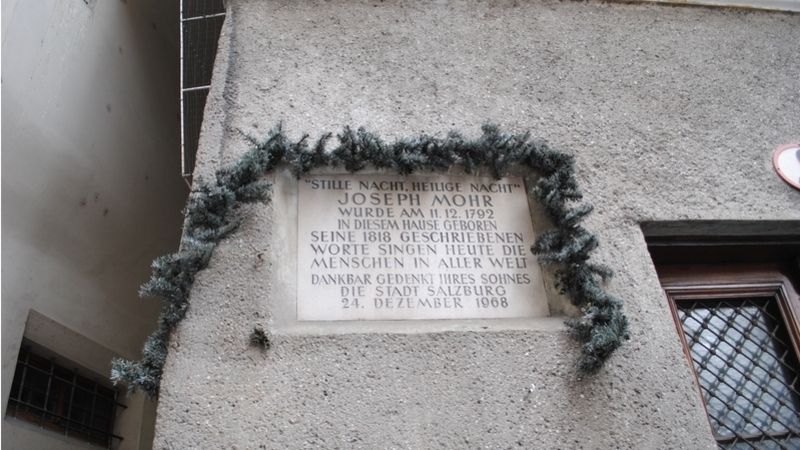 "STILLE NACHT, HEILIGE NACHT"
JOSEPH MOHR
WURDE AM 11.12.1792
IN DIESEM HAUSE GEBOREN
SEINE 1818 GESCHRIEBENEN
WORTE SINGEN HEUTE DIE
MENSCHEN IN ALLER WELT
DANKBAR GEDENKT IHRES SOHNES
DIE STADT SALZBURG
24. DEZEMBER 1968